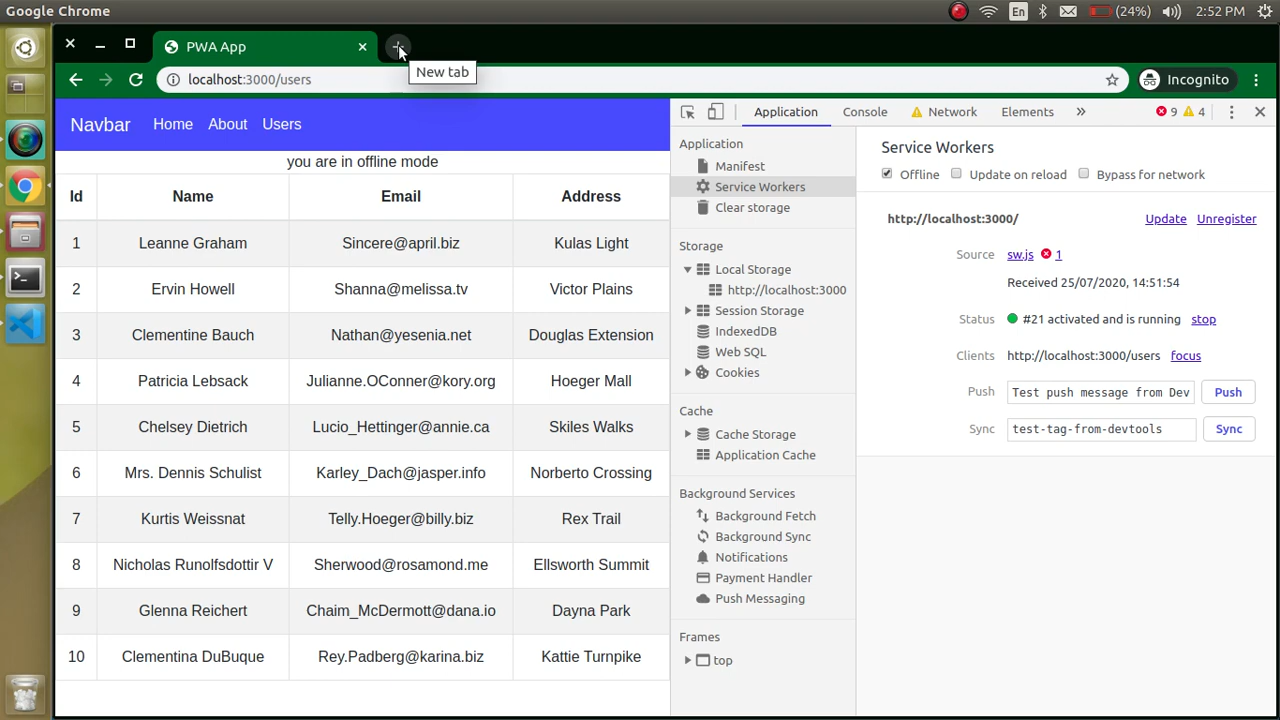 Google Chrome
En
(24%)
2:52 PM
PWA App
New tab
localhost:3000/users
Incognito
Navbar
Home
About
Users
you are in offline mode
Id Name Email Address
1 Leanne Graham Sincere@april.biz Kulas Light
2 Ervin Howell Shanna@melissa.tv Victor Plains
3 Clementine Bauch Nathan@yesenia.net Douglas Extension
4 Patricia Lebsack Julianne.OConner@kory.org Hoeger Mall
5 Chelsey Dietrich Lucio_Hettinger@annie.ca Skiles Walks
6 Mrs. Dennis Schulist Karley_Dach@jasper.info Norberto Crossing
7 Kurtis Weissnat Telly.Hoeger@billy.biz Rex Trail
8 Nicholas Runolfsdottir V Sherwood@rosamond.me Ellsworth Summit
9 Glenna Reichert Chaim_McDermott@dana.io Dayna Park
10 Clementina DuBuque Rey.Padberg@karina.biz Kattie Turnpike
Application Console Network Elements » 9 4
Application
Manifest
Service Workers
Clear storage
Storage
Local Storage
http://localhost:3000
Session Storage
IndexedDB
Web SQL
Cookies
Cache
Cache Storage
Application Cache
Background Services
Background Fetch
Background Sync
Notifications
Payment Handler
Push Messaging
Frames
top
Service Workers
Offline Update on reload Bypass for network
http://localhost:3000/ Update Unregister
Source sw.js 1
Received 25/07/2020, 14:51:54
Status #21 activated and is running stop
Clients http://localhost:3000/users focus
Push Test push message from Dev Push
Sync test-tag-from-devtools Sync